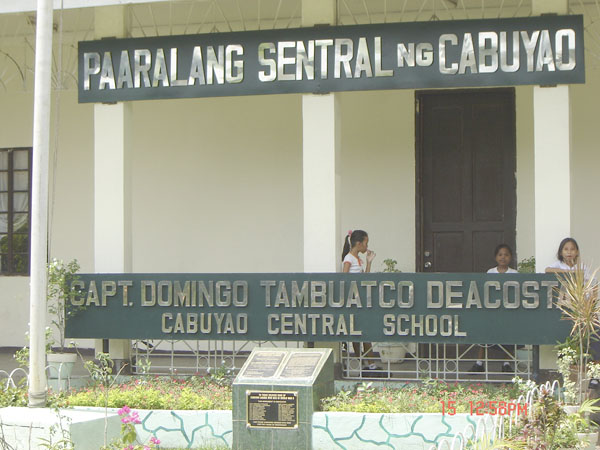 PAARALANG SENTRAL NG CABUYAO
CAPT. DOMINGO TAMBUATCO DEACOSTA
CABUYAO CENTRAL SCHOOL
15 12:58PM